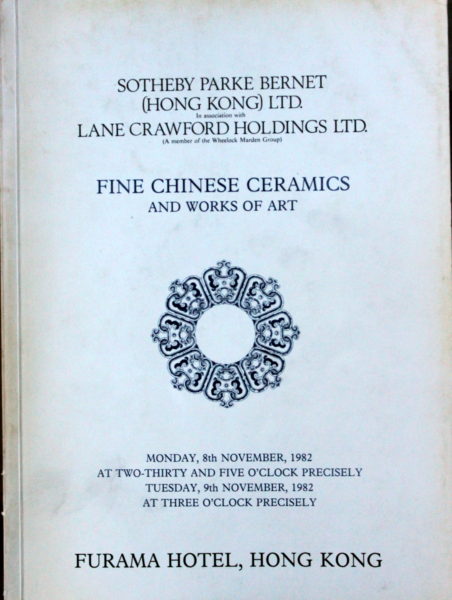 SOTHEBY PARKE BERNET
(HONG KONG) LTD.
In association with
LANE CRAWFORD HOLDINGS LTD.
(A member of the Wheelock Marden Group)
FINE CHINESE CERAMICS
AND WORKS OF ART
MONDAY, 8th NOVEMBER, 1982
AT TWO-THIRTY AND FIVE O'CLOCK PRECISELY
TUESDAY, 9th NOVEMBER, 1982
AT THREE O'CLOCK PRECISELY
FURAMA HOTEL, HONG KONG